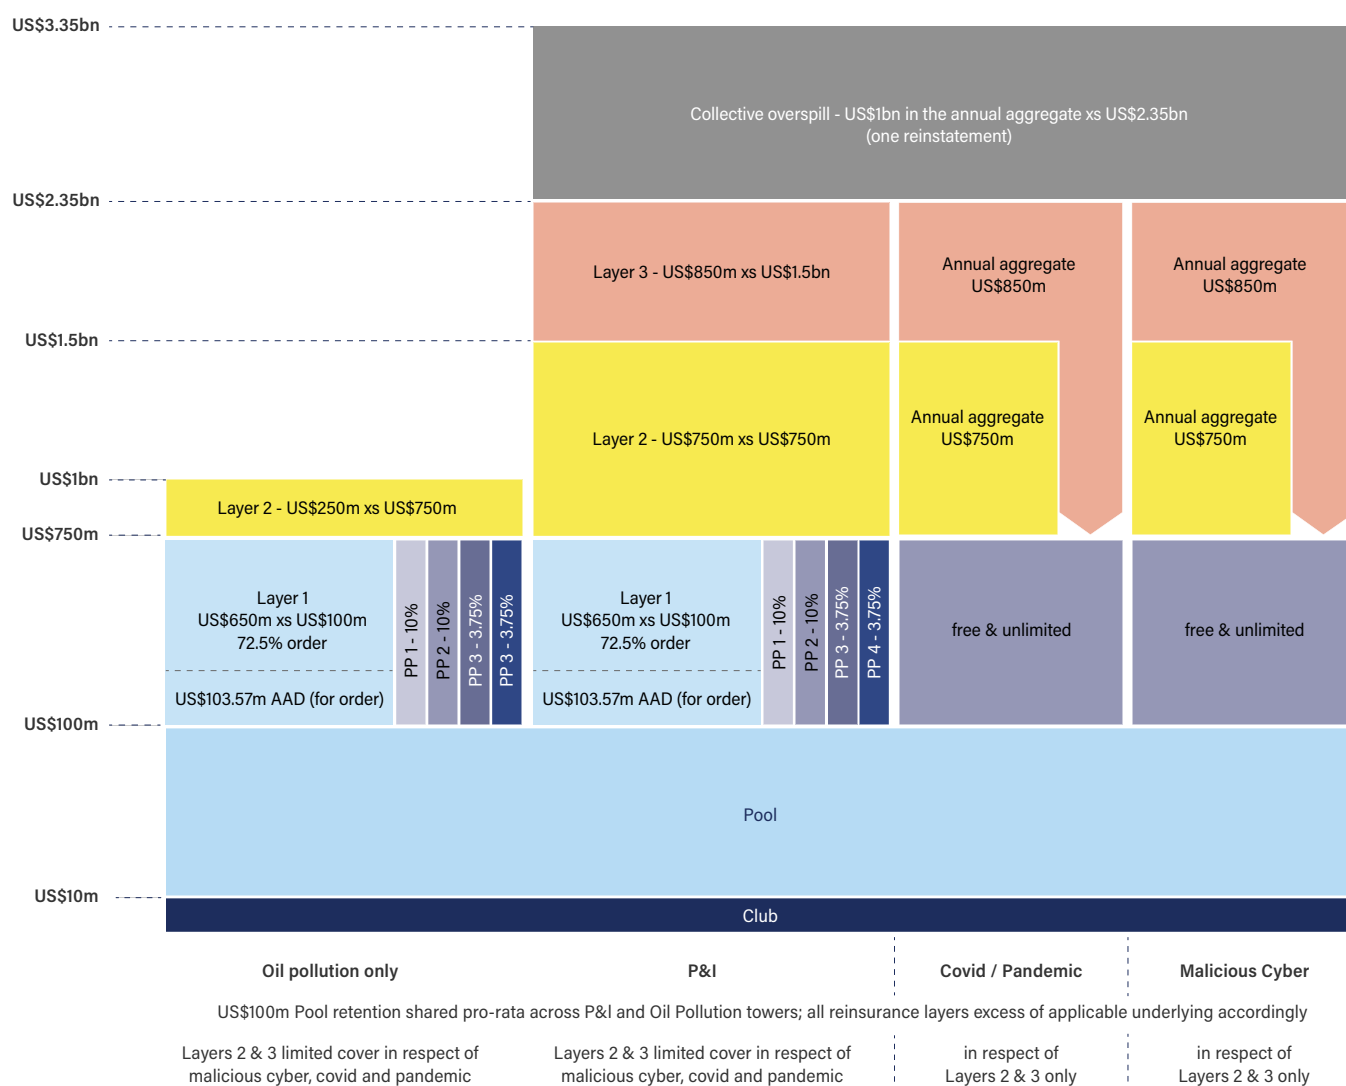 US$3.35bn
Collective overspill - US$1bn in the annual aggregate xs US$2.35bn
(one reinstatement)
US$2.35bn
Layer 3 - US$850m xs US$1.5bn
Annual aggregate
US$850m
Annual aggregate
US$850m
US$1.5bn
Layer 2 - US$750m xs US$750m
Annual aggregate
US$750m
Annual aggregate
US$750m
US$1bn
Layer 2 - US$250m xs US$750m
US$750m
Layer 1
US$650m xs US$100m
72.5% order
US$103.57m AAD (for order)
PP 1 - 10%
PP 2 - 10%
PP 3 - 3.75%
PP 3 - 3.75%
Layer 1
US$650m xs US$100m
72.5% order
US$103.57m AAD (for order)
PP 1 - 10%
PP 2 - 10%
PP 3 - 3.75%
PP 4 - 3.75%
free & unlimited
free & unlimited
US$100m
Pool
US$10m
Club
Oil pollution only
P&I
Covid / Pandemic
Malicious Cyber
US$100m Pool retention shared pro-rata across P&I and Oil Pollution towers; all reinsurance layers excess of applicable underlying accordingly
Layers 2 & 3 limited cover in respect of
malicious cyber, covid and pandemic
Layers 2 & 3 limited cover in respect of
malicious cyber, covid and pandemic
in respect of
Layers 2 & 3 only
in respect of
Layers 2 & 3 only